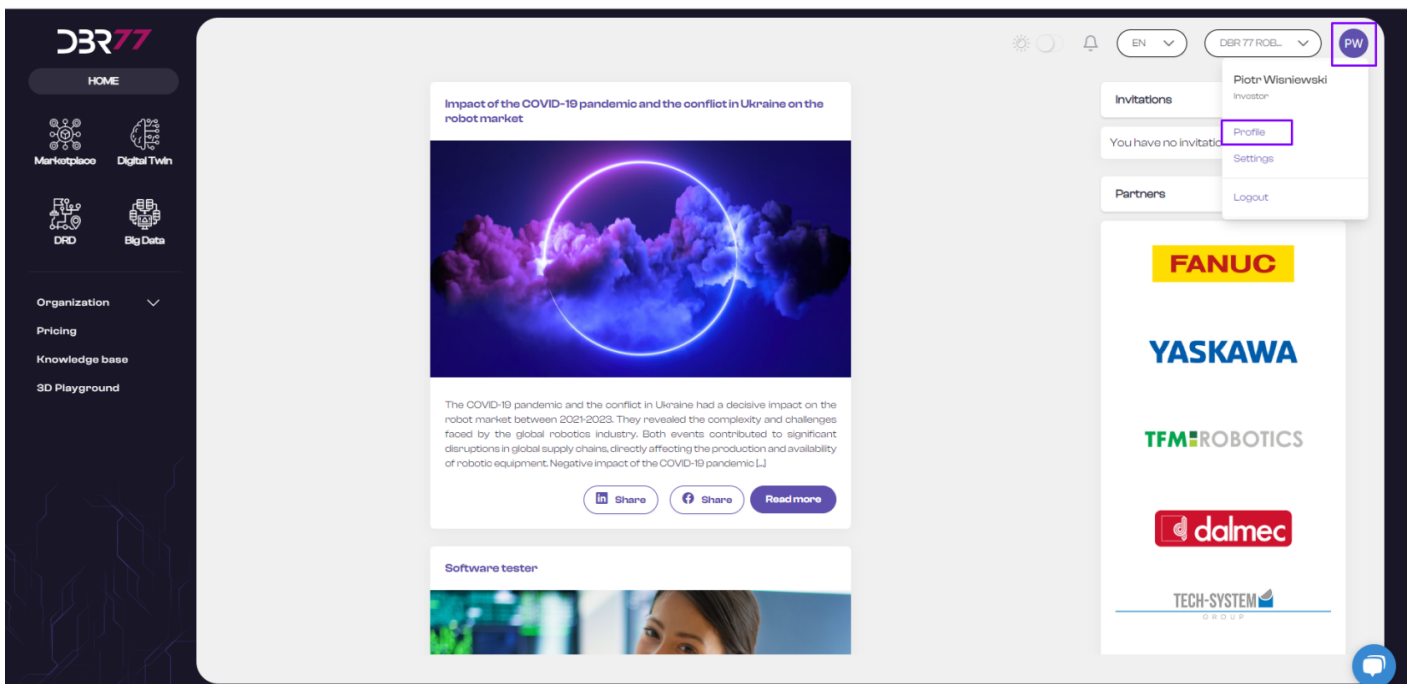 DBR77
HOME
Marketplace
Digital Twin
DRD
Big Data
Organization
Pricing
Knowledge base
3D Playground
EN
DBR 77 ROB...
PW
Piotr Wisniewski
Investor
Profile
Settings
Logout
Impact of the COVID-19 pandemic and the conflict in Ukraine on the
robot market
The COVID-19 pandemic and the conflict in Ukraine had a decisive impact on the
robot market between 2021-2023. They revealed the complexity and challenges
faced by the global robotics industry. Both events contributed to significant
disruptions in global supply chains, directly affecting the production and availability
of robotic equipment. Negative impact of the COVID-19 pandemic [...]
in Share
Share
Read more
Software tester
Invitations
You have no invitatio
Partners
FANUC
YASKAWA
TFM ROBOTICS
d dalmec
TECH-SYSTEM
GROUP